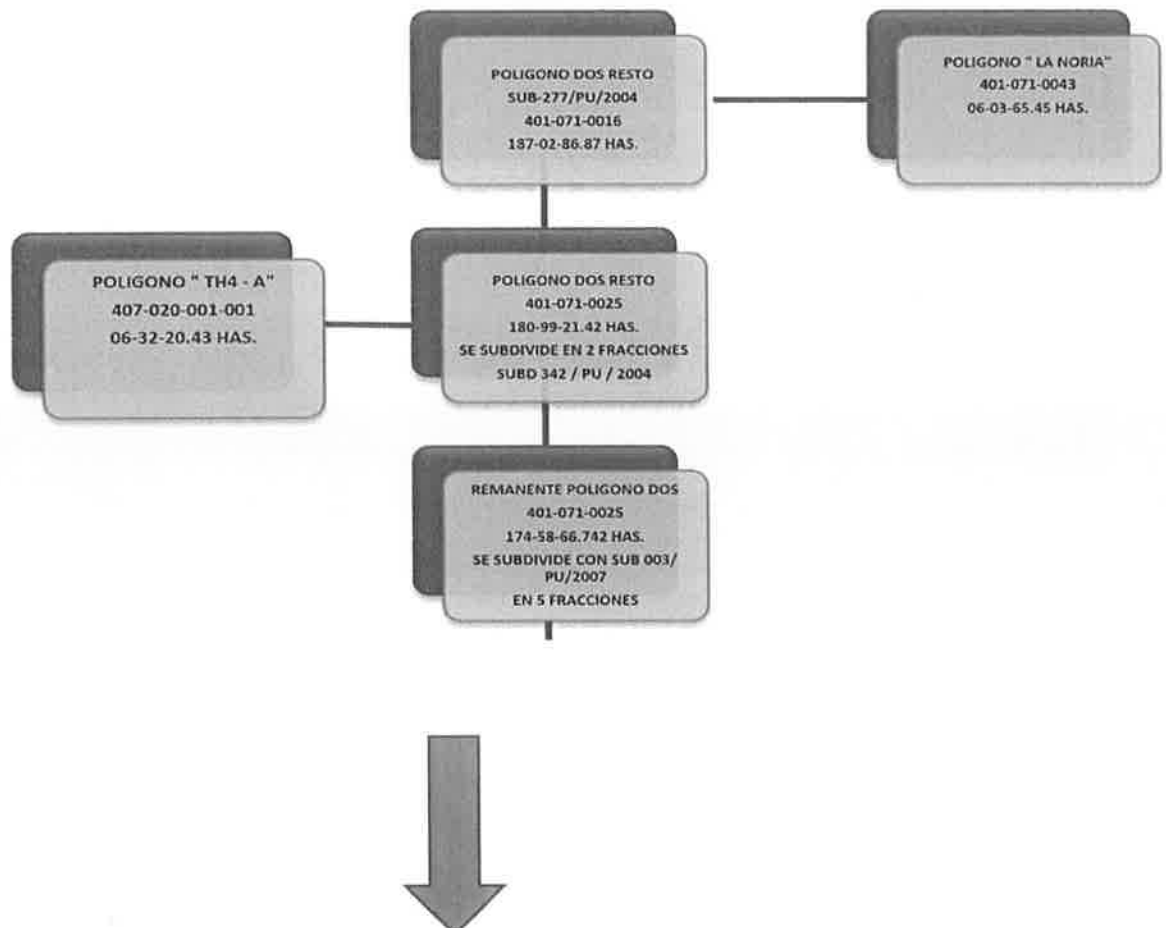 POLIGONO DOS RESTO
SUB-277/PU/2004
401-071-0016
187-02-86.87 HAS.
POLIGONO " LA NORIA"
401-071-0043
06-03-65.45 HAS.
POLIGONO " TH4 - A"
407-020-001-001
06-32-20.43 HAS.
POLIGONO DOS RESTO
401-071-0025
180-99-21.42 HAS.
SE SUBDIVIDE EN 2 FRACCIONES
SUBD 342 / PU / 2004
REMANENTE POLIGONO DOS
401-071-0025
174-58-66.742 HAS.
SE SUBDIVIDE CON SUB 003/
PU/2007
EN 5 FRACCIONES